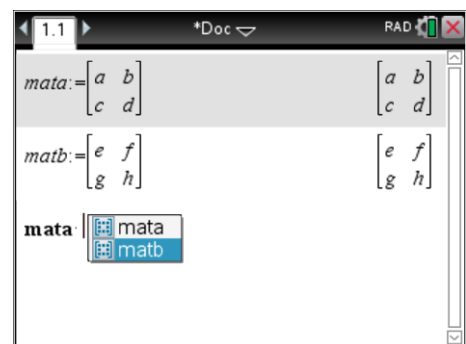 1.1 *Doc RAD
mata:=[a b [a b
c d] c d]
matb:=[e f [e f
g h] g h]
mata· mata
matb